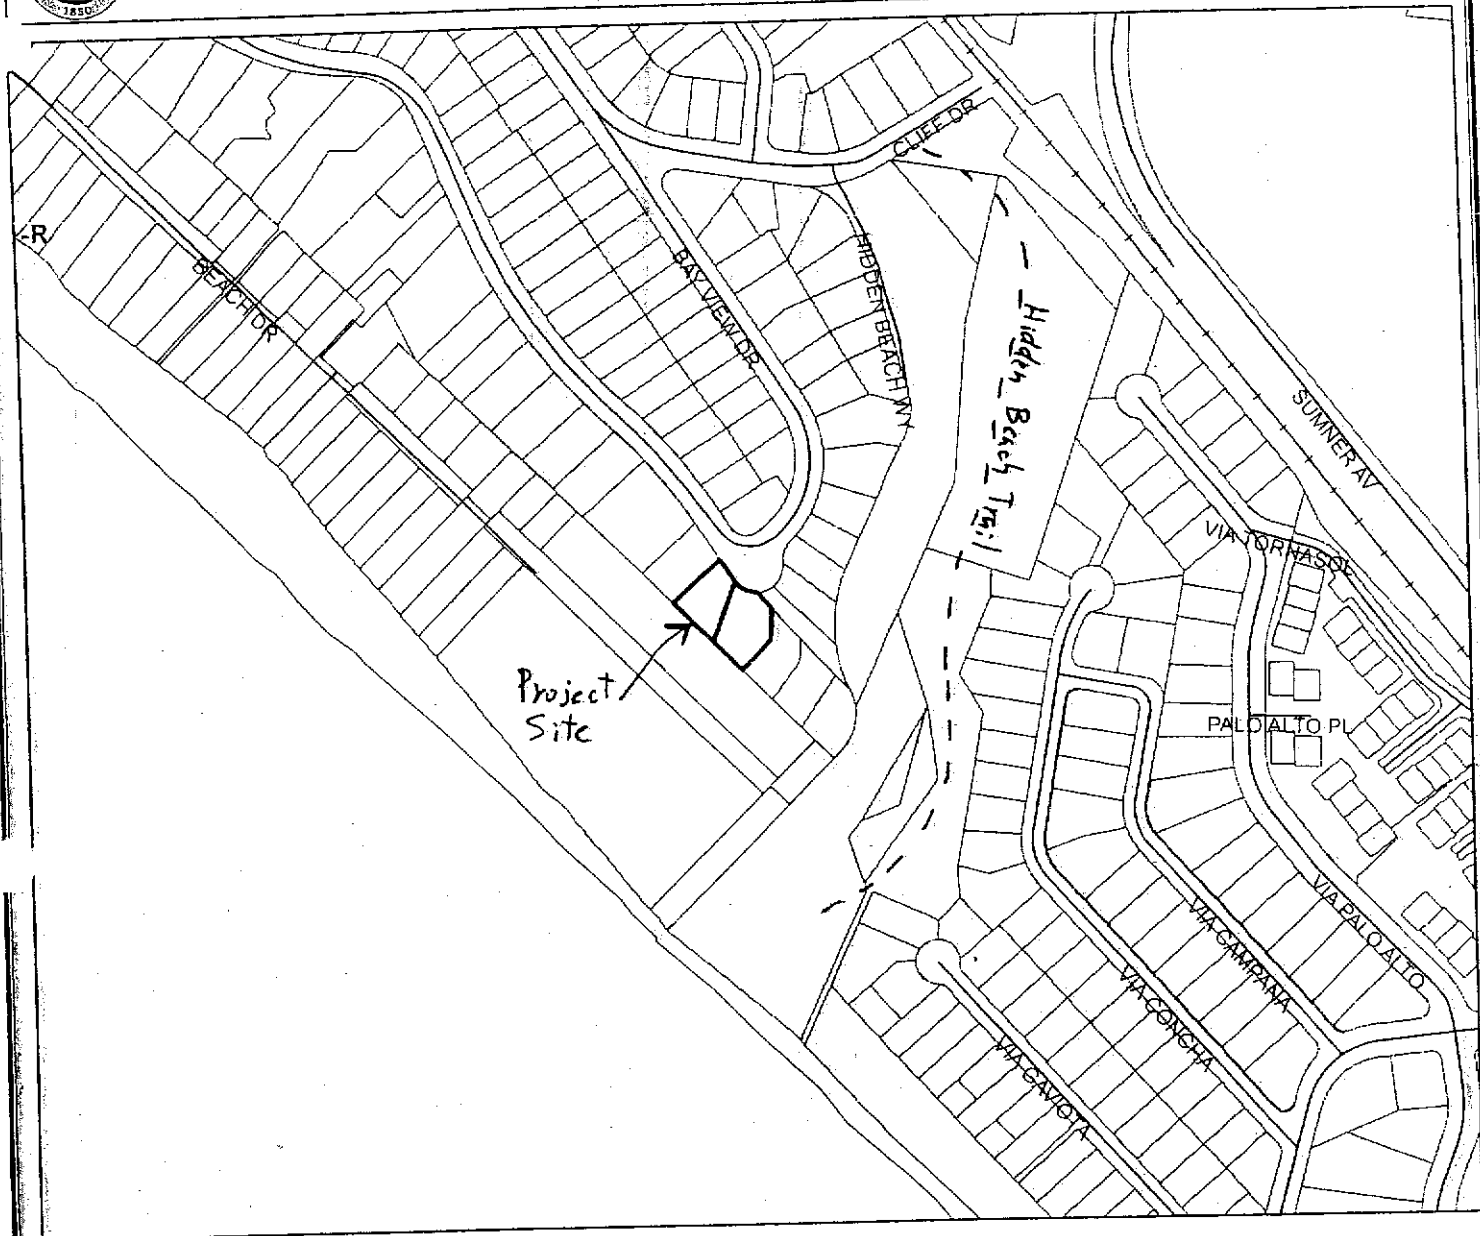 1850
CLIFF DR
-R
BEACH DR
BAY VIEW DR
HIDDEN BEACH WY
Hidden Beach Trail
SUMNER AV
VIA TORNASOL
Project
Site
PALO ALTO PL
VIA PALO ALTO
VIA CAMPANA
VIA CONCHA
VIA GAVIOTA